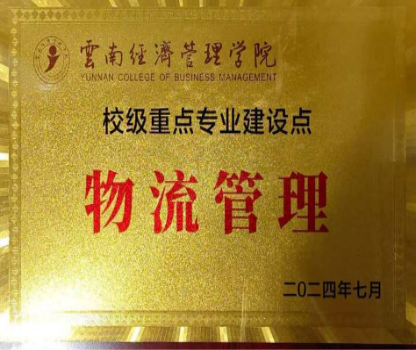 雲南經濟管理学院
YUNNAN COLLEGE OF BUSINESS MANAGEMENT
校级重点专业建设点
物流管理
二〇二四年七月